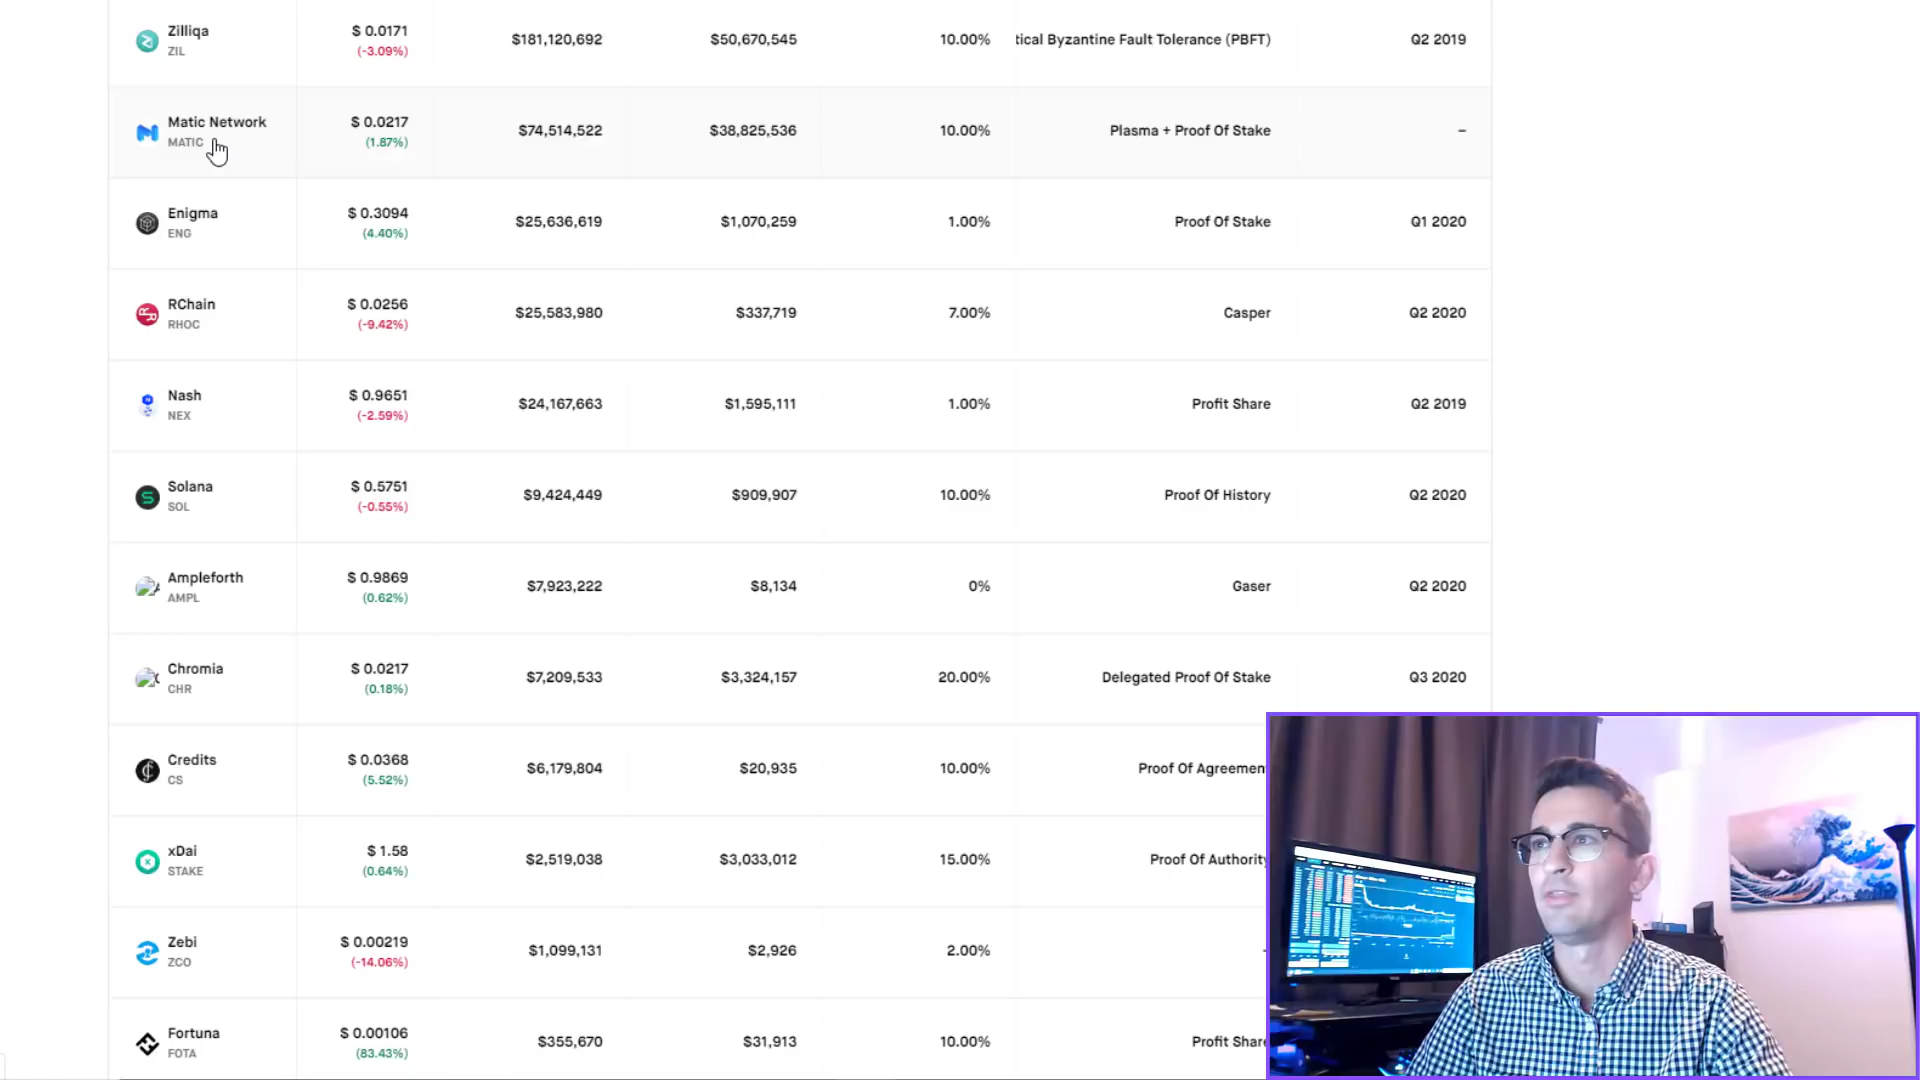 Zilliqa $ 0.0171 $181,120,692 $50,670,545 10.00% tical Byzantine Fault Tolerance (PBFT) Q2 2019
ZIL (-3.09%)
Matic Network $ 0.0217 $74,514,522 $38,825,536 10.00% Plasma + Proof Of Stake –
MATIC (1.87%)
Enigma $ 0.3094 $25,636,619 $1,070,259 1.00% Proof Of Stake Q1 2020
ENG (4.40%)
RChain $ 0.0256 $25,583,980 $337,719 7.00% Casper Q2 2020
RHOC (-9.42%)
Nash $ 0.9651 $24,167,663 $1,595,111 1.00% Profit Share Q2 2019
NEX (-2.59%)
Solana $ 0.5751 $9,424,449 $909,907 10.00% Proof Of History Q2 2020
SOL (-0.55%)
Ampleforth $ 0.9869 $7,923,222 $8,134 0% Gaser Q2 2020
AMPL (0.62%)
Chromia $ 0.0217 $7,209,533 $3,324,157 20.00% Delegated Proof Of Stake Q3 2020
CHR (0.18%)
Credits $ 0.0368 $6,179,804 $20,935 10.00% Proof Of Agreemen
CS (5.52%)
xDai $ 1.58 $2,519,038 $3,033,012 15.00% Proof Of Authority
STAKE (0.64%)
Zebi $ 0.00219 $1,099,131 $2,926 2.00% –
ZCO (-14.06%)
Fortuna $ 0.00106 $355,670 $31,913 10.00% Profit Share
FOTA (83.43%)